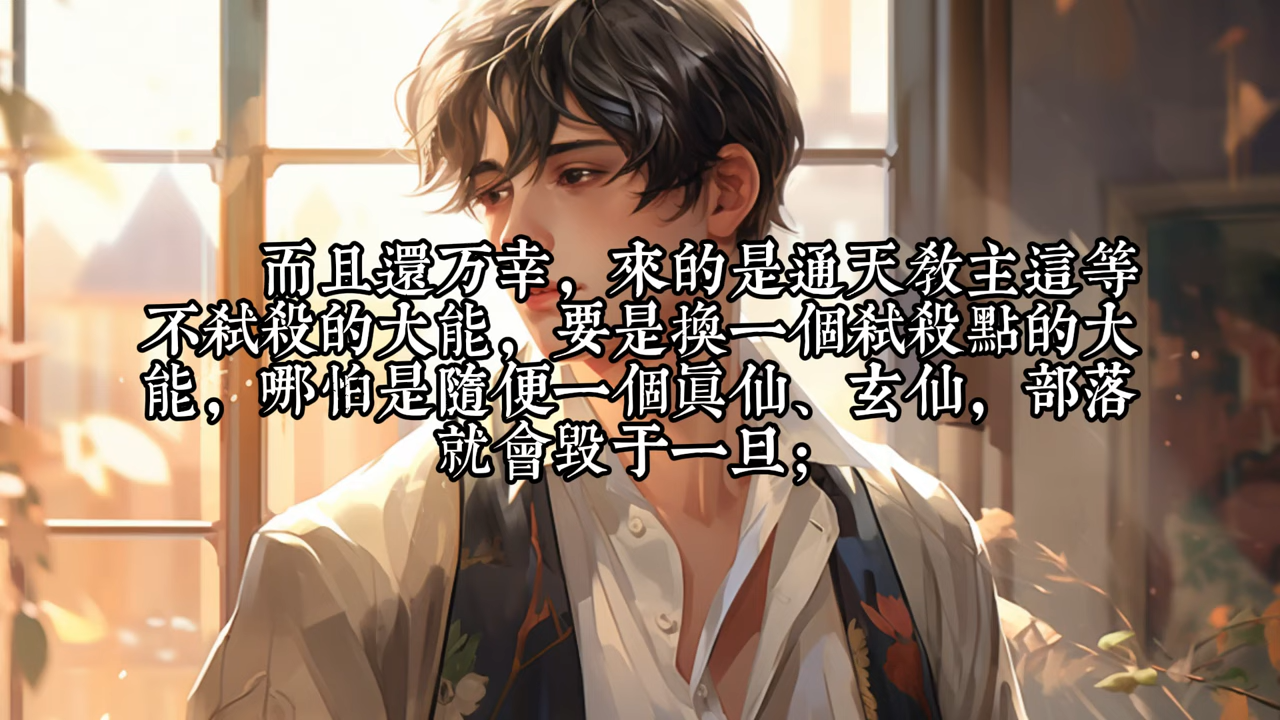 而且還万幸，來的是通天教主這等
不弒殺的大能，要是換一個弒殺點的大
能，哪怕是隨便一個眞仙、玄仙，部落
就會毀于一旦；